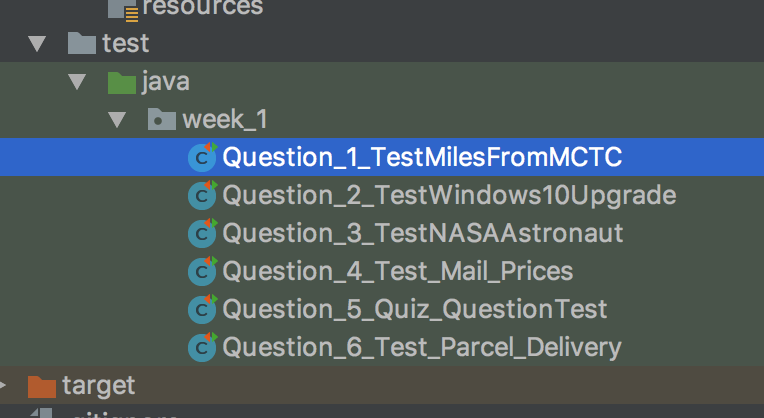 resources
test
java
week_1
Question_1_TestMilesFromMCTC
Question_2_TestWindows10Upgrade
Question_3_TestNASAAstronaut
Question_4_Test_Mail_Prices
Question_5_Quiz_QuestionTest
Question_6_Test_Parcel_Delivery
target